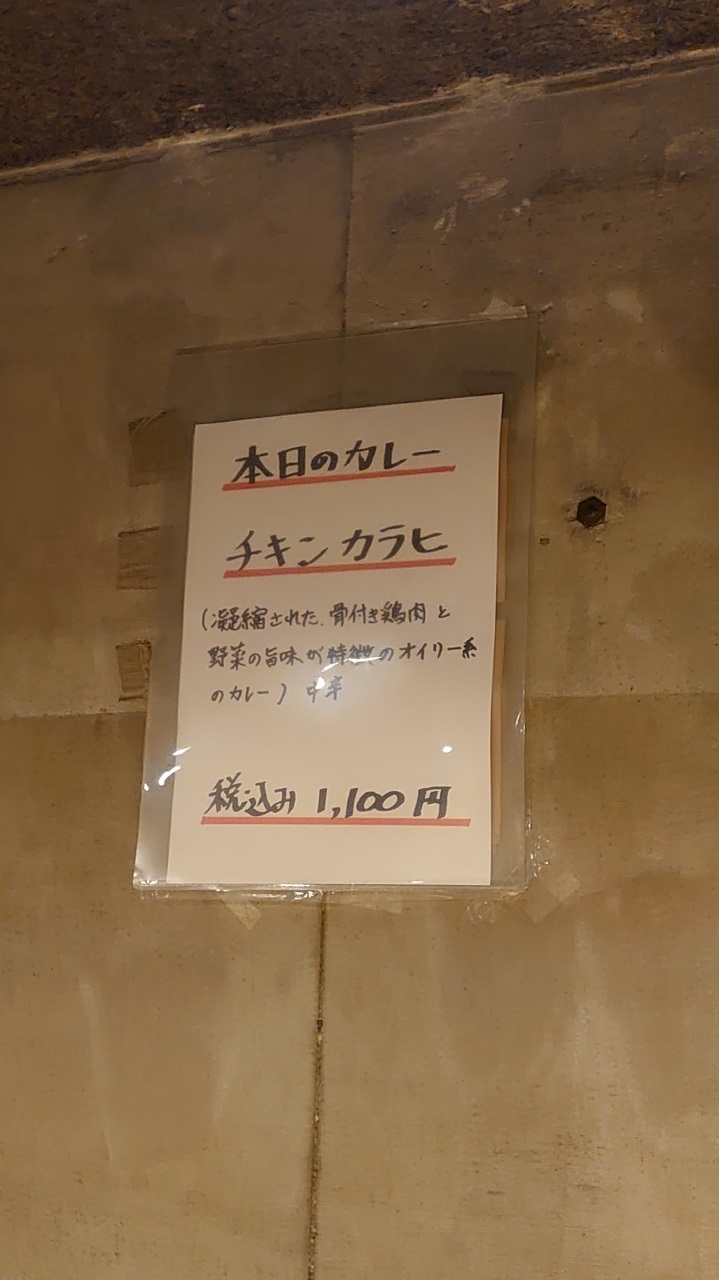 本日のカレー
チキンカラヒ
(凝縮された、骨付き鶏肉と
野菜の旨味が特徴のオイリー系
のカレー) 中辛
税込み 1,100円